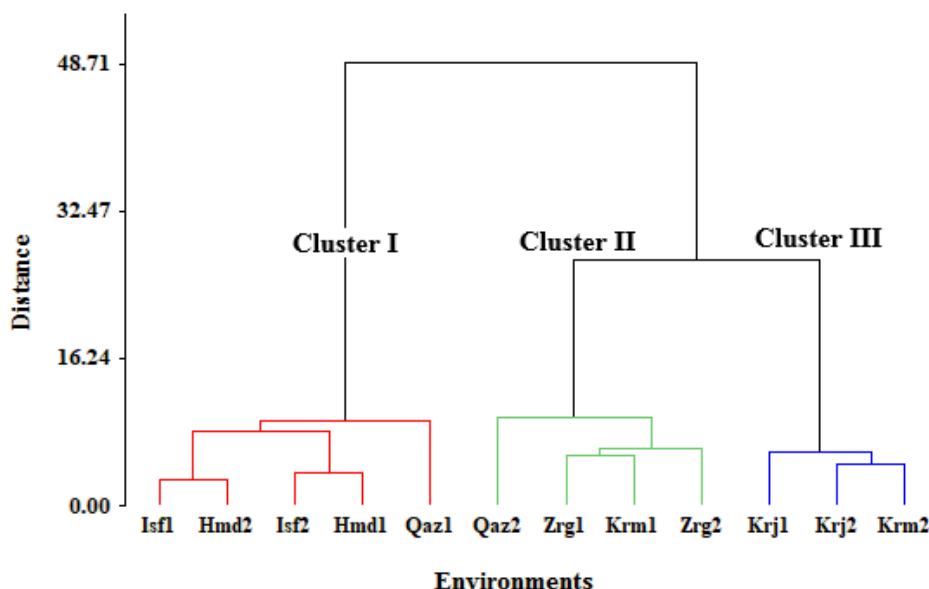 48.71
32.47
Cluster I
Cluster II
Cluster III
Distance
16.24
0.00
Isf1 Hmd2 Isf2 Hmd1 Qaz1 Qaz2 Zrg1 Krm1 Zrg2 Krj1 Krj2 Krm2
Environments